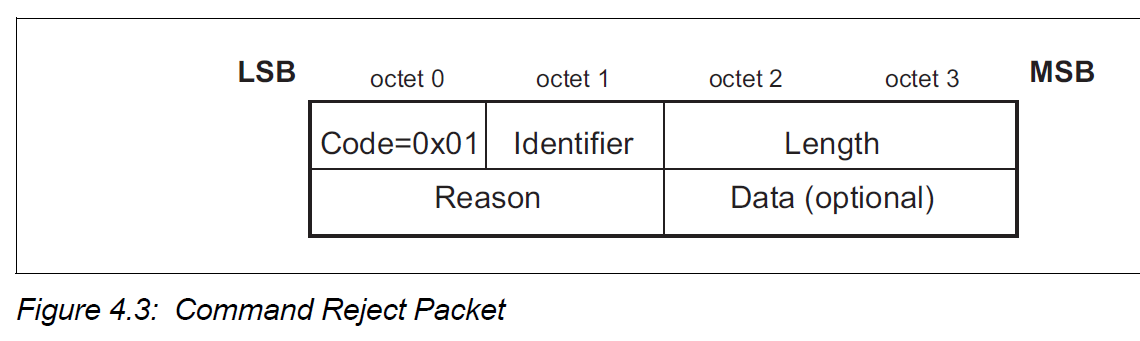 LSB octet 0 octet 1 octet 2 octet 3 MSB
Code=0x01 Identifier Length
Reason Data (optional)
Figure 4.3: Command Reject Packet